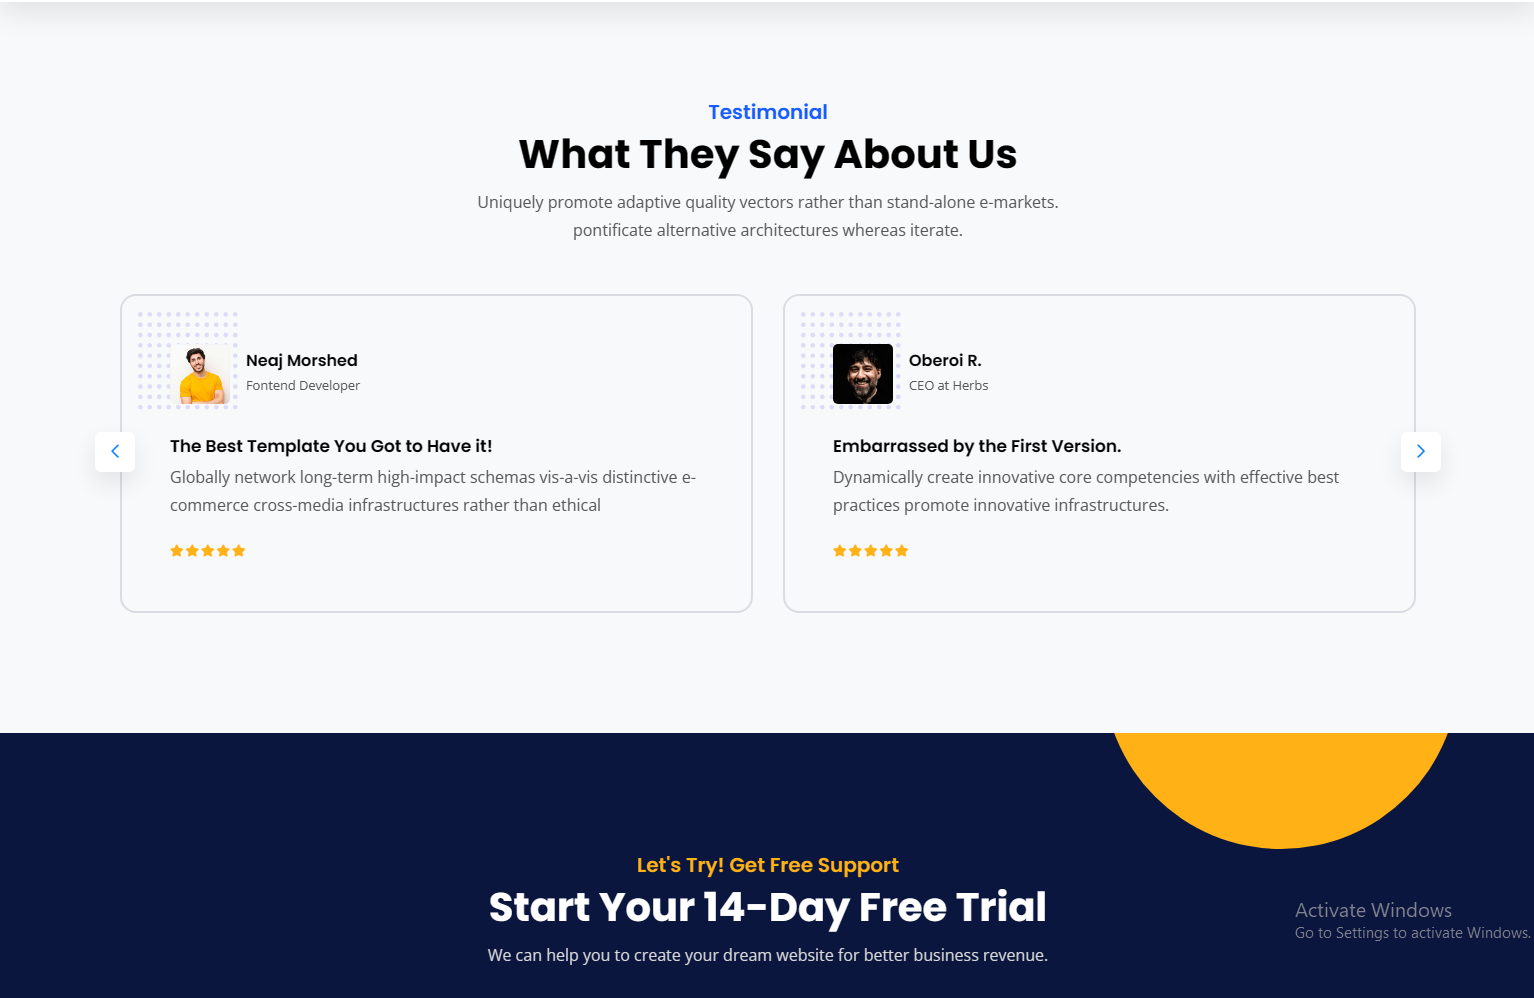 Testimonial
What They Say About Us
Uniquely promote adaptive quality vectors rather than stand-alone e-markets.
pontificate alternative architectures whereas iterate.
Neaj Morshed
Fontend Developer
The Best Template You Got to Have it!
Globally network long-term high-impact schemas vis-a-vis distinctive e-
commerce cross-media infrastructures rather than ethical
Oberoi R.
CEO at Herbs
Embarrassed by the First Version.
Dynamically create innovative core competencies with effective best
practices promote innovative infrastructures.
Let's Try! Get Free Support
Start Your 14-Day Free Trial
We can help you to create your dream website for better business revenue.
Activate Windows
Go to Settings to activate Windows.